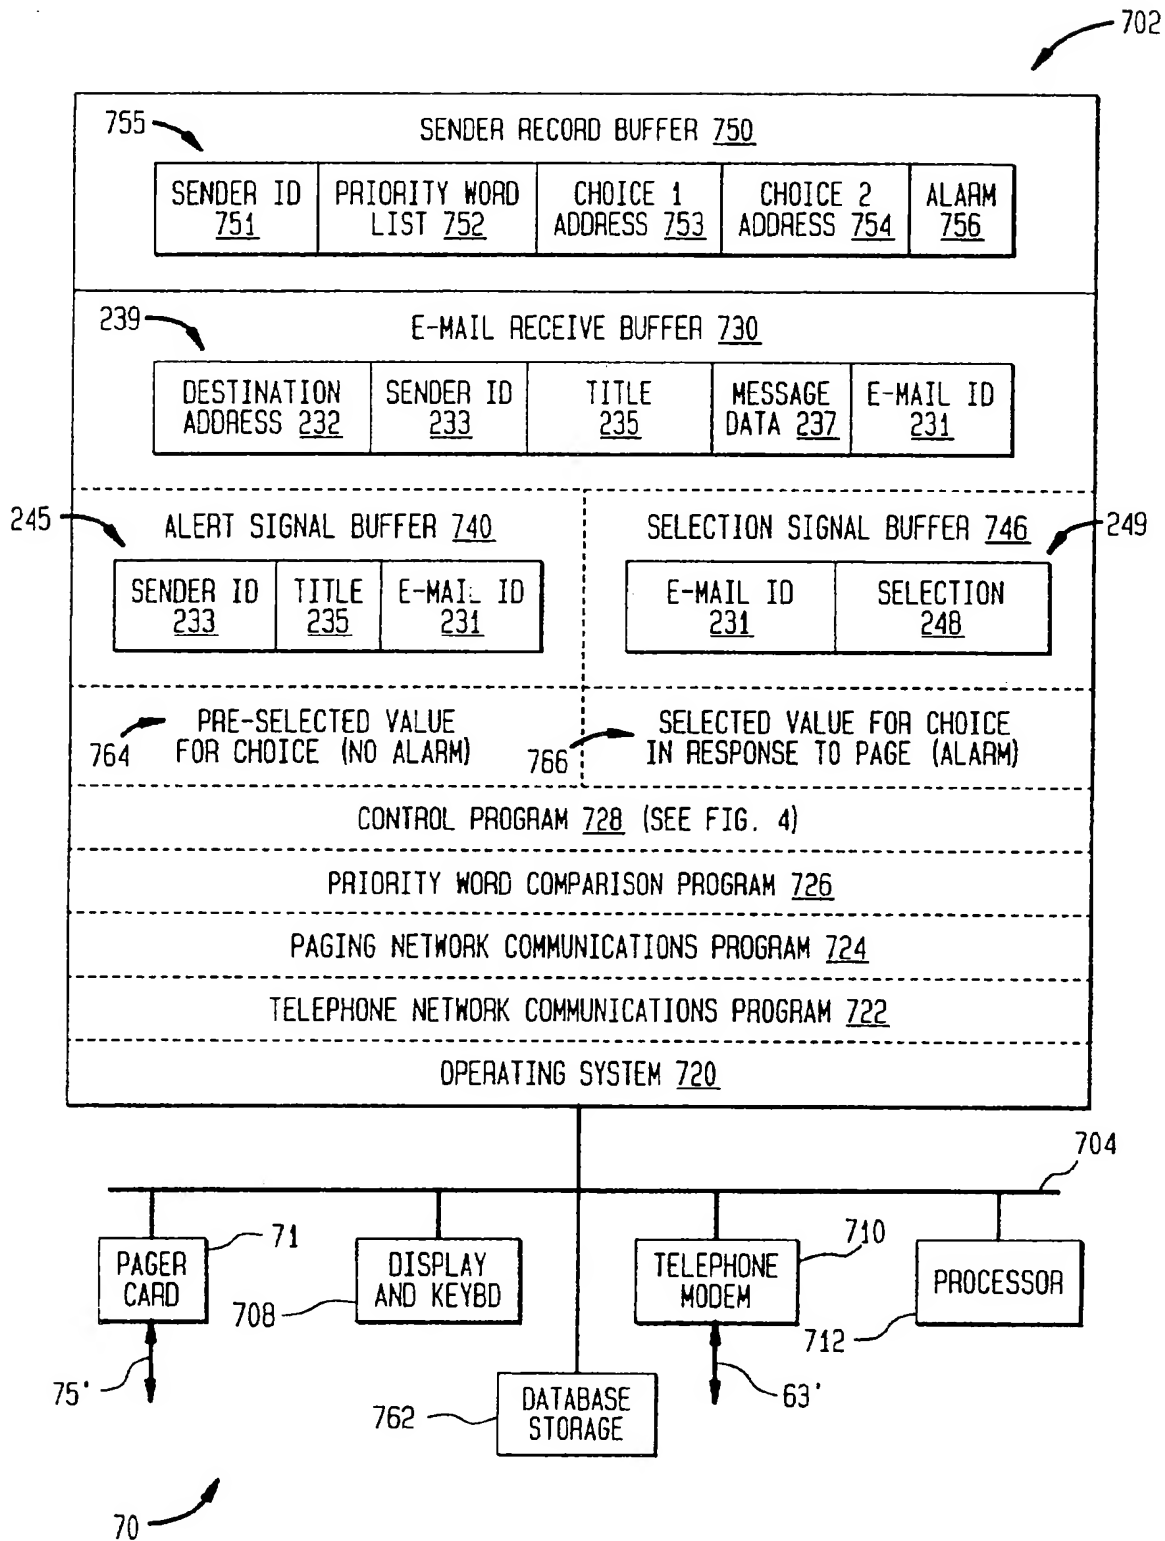 702
755
SENDER RECORD BUFFER 750
SENDER ID
751
PRIORITY WORD
LIST 752
CHOICE 1
ADDRESS 753
CHOICE 2
ADDRESS 754
ALARM
756
239
E-MAIL RECEIVE BUFFER 730
DESTINATION
ADDRESS 232
SENDER ID
233
TITLE
235
MESSAGE
DATA 237
E-MAIL ID
231
245
ALERT SIGNAL BUFFER 740
SENDER ID
233
TITLE
235
E-MAIL ID
231
SELECTION SIGNAL BUFFER 746
249
E-MAIL ID
231
SELECTION
248
764
PRE-SELECTED VALUE
FOR CHOICE (NO ALARM)
766
SELECTED VALUE FOR CHOICE
IN RESPONSE TO PAGE (ALARM)
CONTROL PROGRAM 728 (SEE FIG. 4)
PRIORITY WORD COMPARISON PROGRAM 726
PAGING NETWORK COMMUNICATIONS PROGRAM 724
TELEPHONE NETWORK COMMUNICATIONS PROGRAM 722
OPERATING SYSTEM 720
704
PAGER
CARD
71
DISPLAY
AND KEYBD
708
TELEPHONE
MODEM
710
PROCESSOR
712
75'
63'
DATABASE
STORAGE
762
70